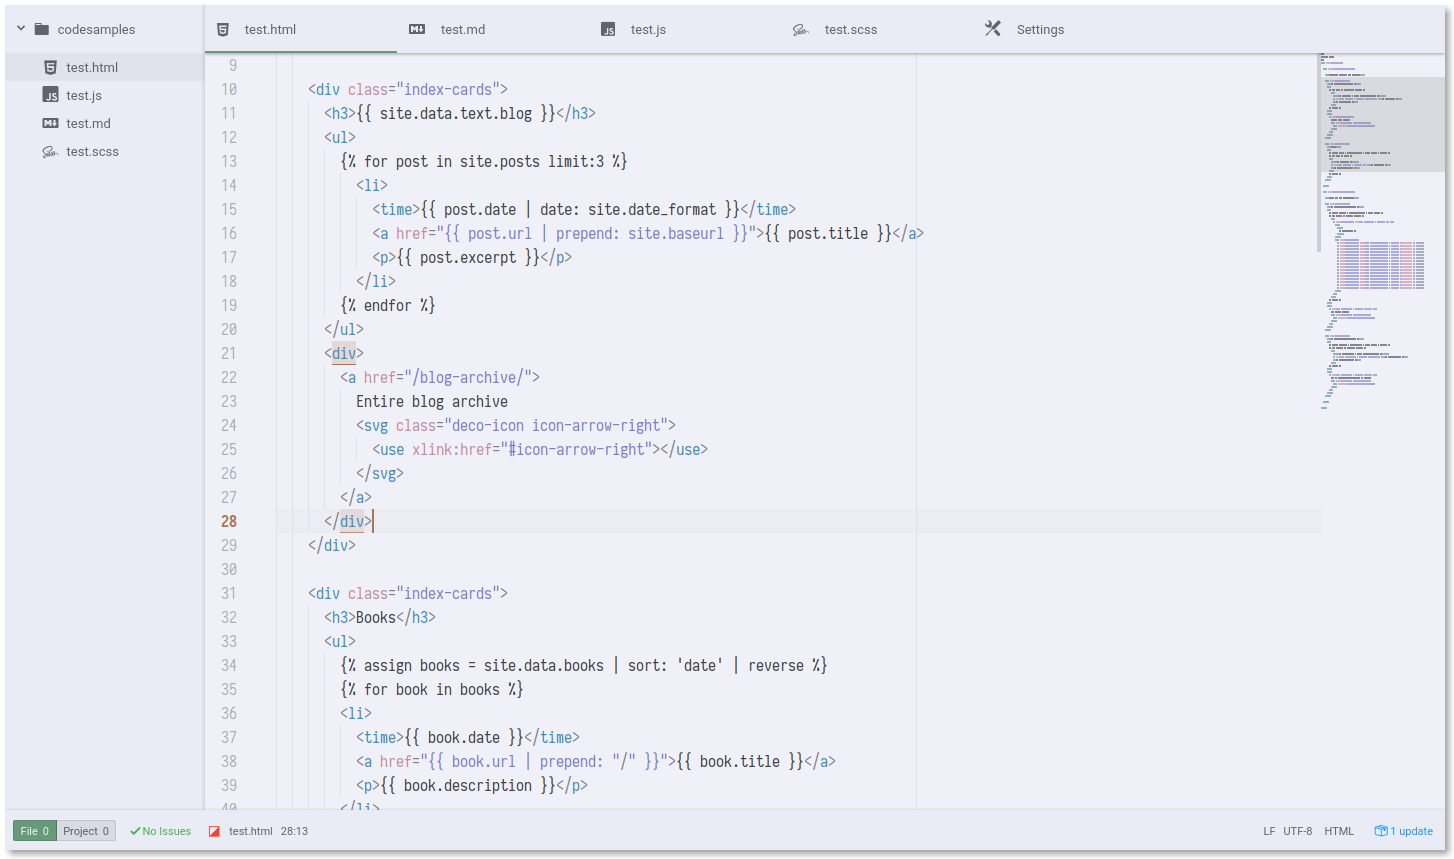 codesamples
test.html
test.js
test.md
test.scss
test.html test.md test.js test.scss Settings
9
10 <div class="index-cards">
11 <h3>{{ site.data.text.blog }}</h3>
12 <ul>
13 {% for post in site.posts limit:3 %}
14 <li>
15 <time>{{ post.date | date: site.date_format }}</time>
16 <a href="{{ post.url | prepend: site.baseurl }}">{{ post.title }}</a>
17 <p>{{ post.excerpt }}</p>
18 </li>
19 {% endfor %}
20 </ul>
21 <div>
22 <a href="/blog-archive/">
23 Entire blog archive
24 <svg class="deco-icon icon-arrow-right">
25 <use xlink:href="#icon-arrow-right"></use>
26 </svg>
27 </a>
28 </div>
29 </div>
30
31 <div class="index-cards">
32 <h3>Books</h3>
33 <ul>
34 {% assign books = site.data.books | sort: 'date' | reverse %}
35 {% for book in books %}
36 <li>
37 <time>{{ book.date }}</time>
38 <a href="{{ book.url | prepend: "/" }}">{{ book.title }}</a>
39 <p>{{ book.description }}</p>
40 </li>
File 0 Project 0 No Issues test.html 28:13 LF UTF-8 HTML 1 update